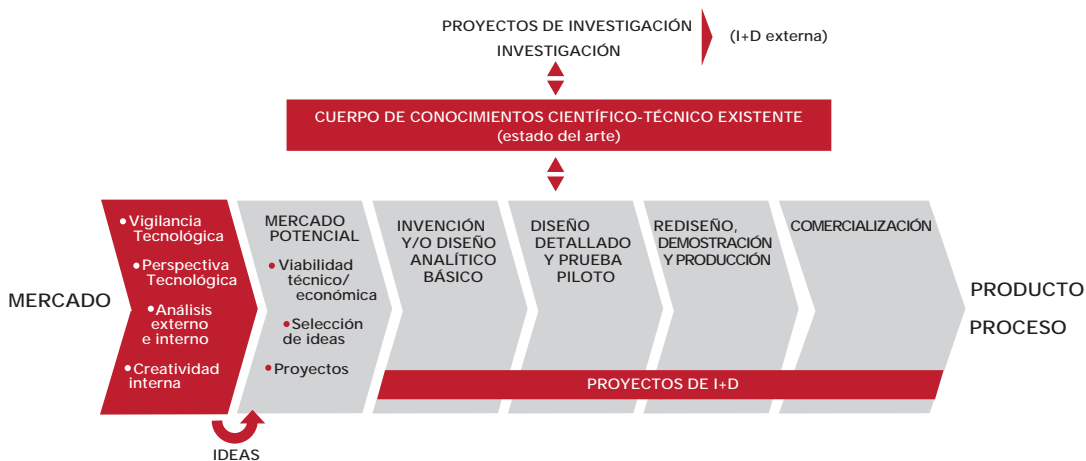 PROYECTOS DE INVESTIGACIÓN
INVESTIGACIÓN
(I+D externa)
CUERPO DE CONOCIMIENTOS CIENTÍFICO-TÉCNICO EXISTENTE
(estado del arte)
MERCADO
•Vigilancia
Tecnológica
•Perspectiva
Tecnológica
•Análisis
externo
e interno
•Creatividad
interna
IDEAS
MERCADO
POTENCIAL
•Viabilidad
técnico/
económica
•Selección
de ideas
•Proyectos
INVENCIÓN
Y/O DISEÑO
ANALÍTICO
BÁSICO
DISEÑO
DETALLADO
Y PRUEBA
PILOTO
REDISEÑO,
DEMOSTRACIÓN
Y PRODUCCIÓN
COMERCIALIZACIÓN
PROYECTOS DE I+D
PRODUCTO
PROCESO